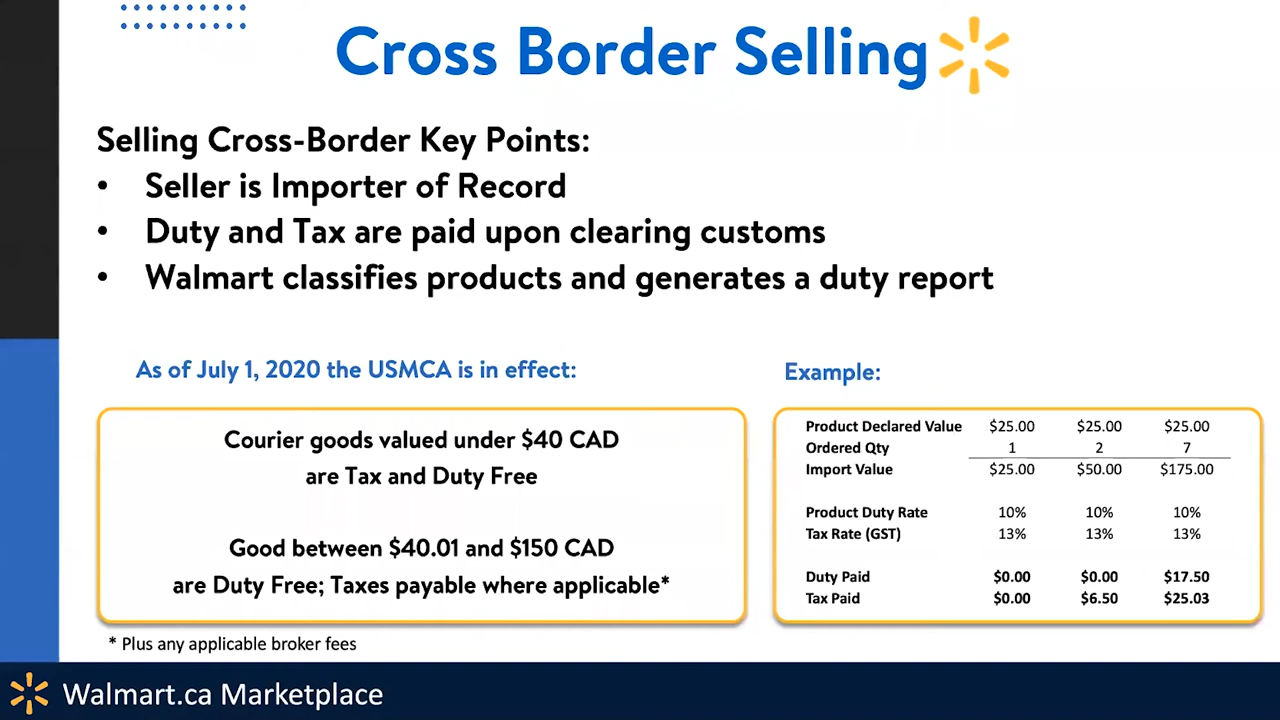 Cross Border Selling
Selling Cross-Border Key Points:
• Seller is Importer of Record
• Duty and Tax are paid upon clearing customs
• Walmart classifies products and generates a duty report
As of July 1, 2020 the USMCA is in effect:
Courier goods valued under $40 CAD
are Tax and Duty Free
Good between $40.01 and $150 CAD
are Duty Free; Taxes payable where applicable*
* Plus any applicable broker fees
Example:
Product Declared Value $25.00 $25.00 $25.00
Ordered Qty 1 2 7
Import Value $25.00 $50.00 $175.00
Product Duty Rate 10% 10% 10%
Tax Rate (GST) 13% 13% 13%
Duty Paid $0.00 $0.00 $17.50
Tax Paid $0.00 $6.50 $25.03
Walmart.ca Marketplace